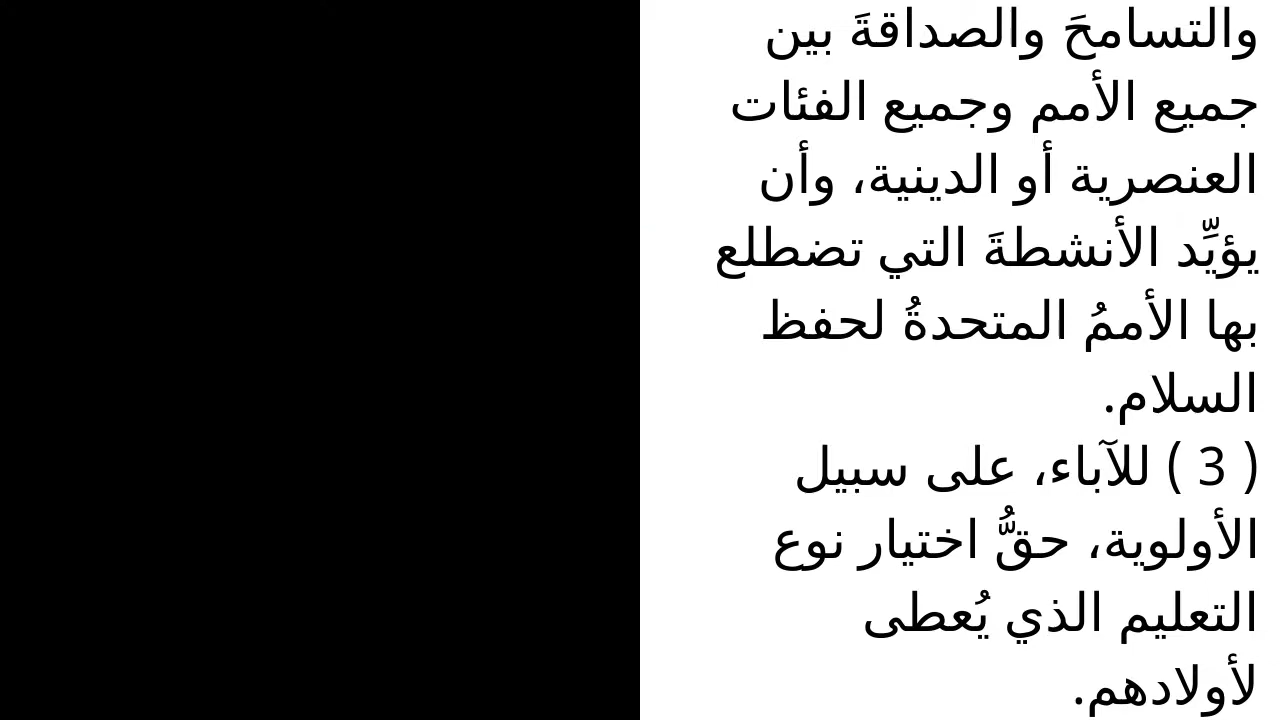 والتسامحَ والصداقةَ بين
جميع الأمم وجميع الفئات
العنصرية أو الدينية، وأن
يؤيِّد الأنشطةَ التي تضطلع
بها الأممُ المتحدةُ لحفظ
السلام.
( 3 ) للآباء، على سبيل
الأولوية، حقُّ اختيار نوع
التعليم الذي يُعطى
لأولادهم.